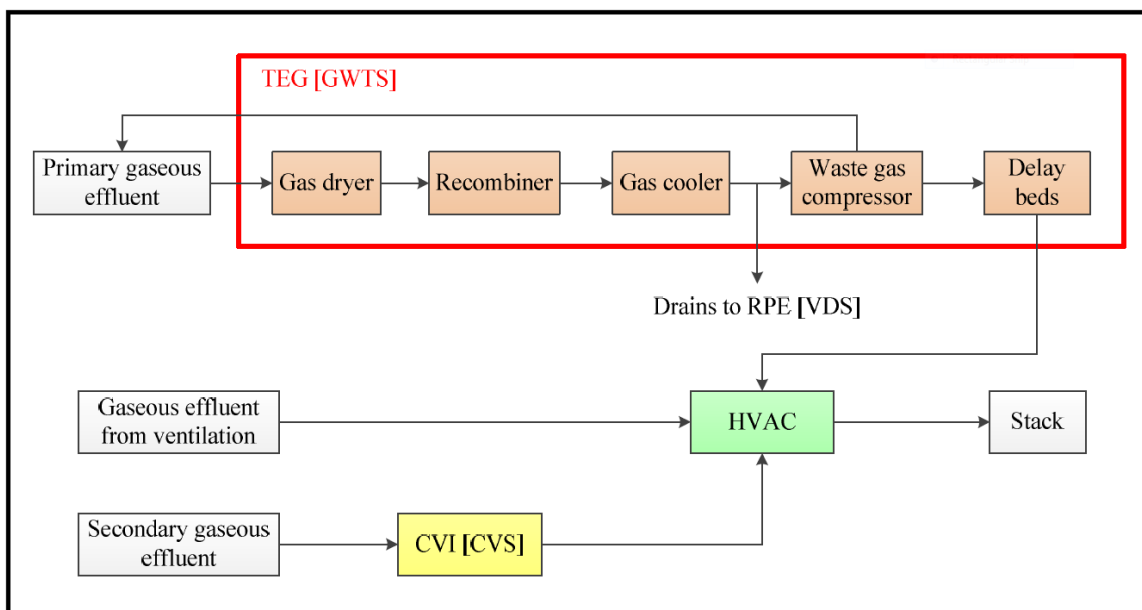 TEG [GWTS]
Primary gaseous
effluent
Gas dryer
Recombiner
Gas cooler
Waste gas
compressor
Delay
beds
Drains to RPE [VDS]
Gaseous effluent
from ventilation
HVAC
Stack
Secondary gaseous
effluent
CVI [CVS]